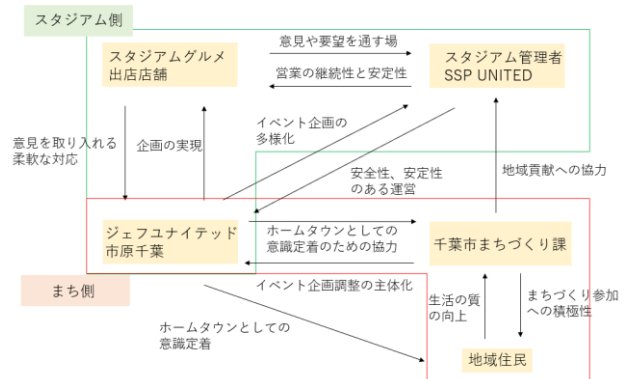 スタジアム側
スタジアムグルメ
出店店舗
意見や要望を通す場
営業の継続性と安定性
スタジアム管理者
SSP UNITED
意見を取り入れる
柔軟な対応
企画の実現
イベント企画の
多様化
安全性、安定性
のある運営
地域貢献への協力
ジェフユナイテッド
市原千葉
ホームタウンとしての
意識定着のための協力
千葉市まちづくり課
まち側
イベント企画調整の主体化
ホームタウンとしての
意識定着
生活の質
の向上
まちづくり参加
への積極性
地域住民